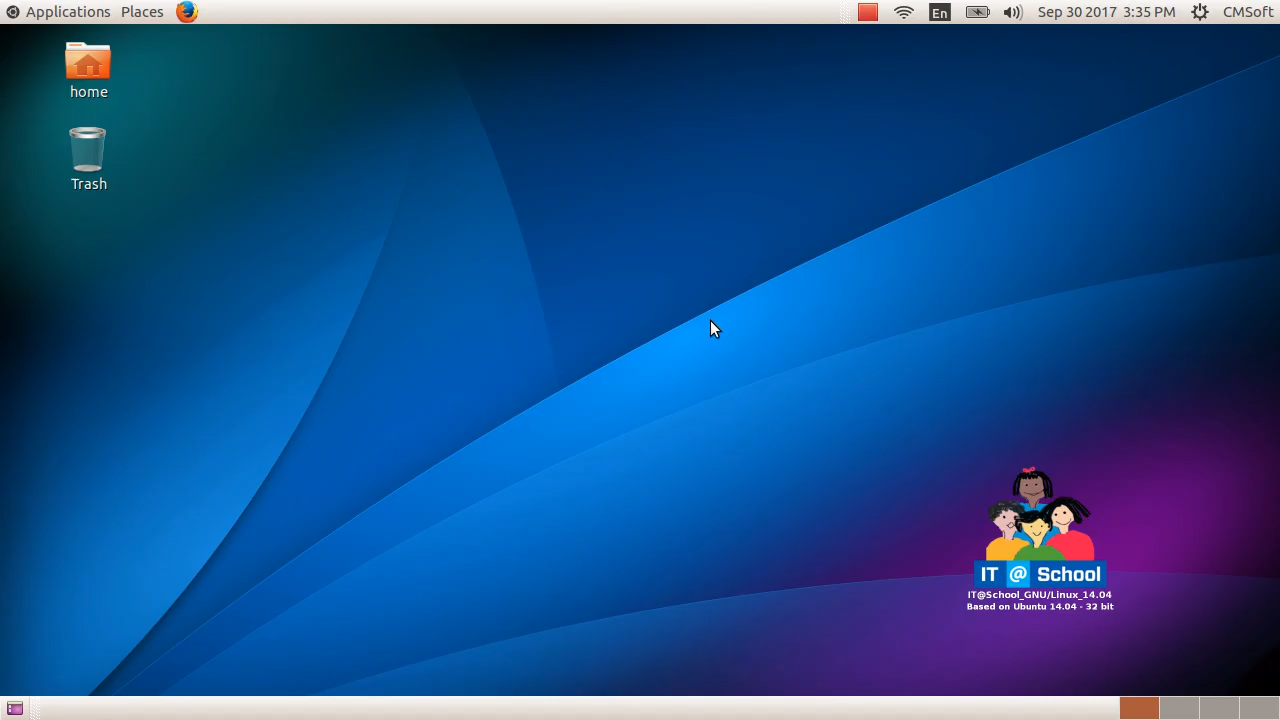 Applications Places En Sep 30 2017 3:35 PM CMSoft
home
Trash
IT @ School
IT@School_GNU/Linux_14.04
Based on Ubuntu 14.04 - 32 bit